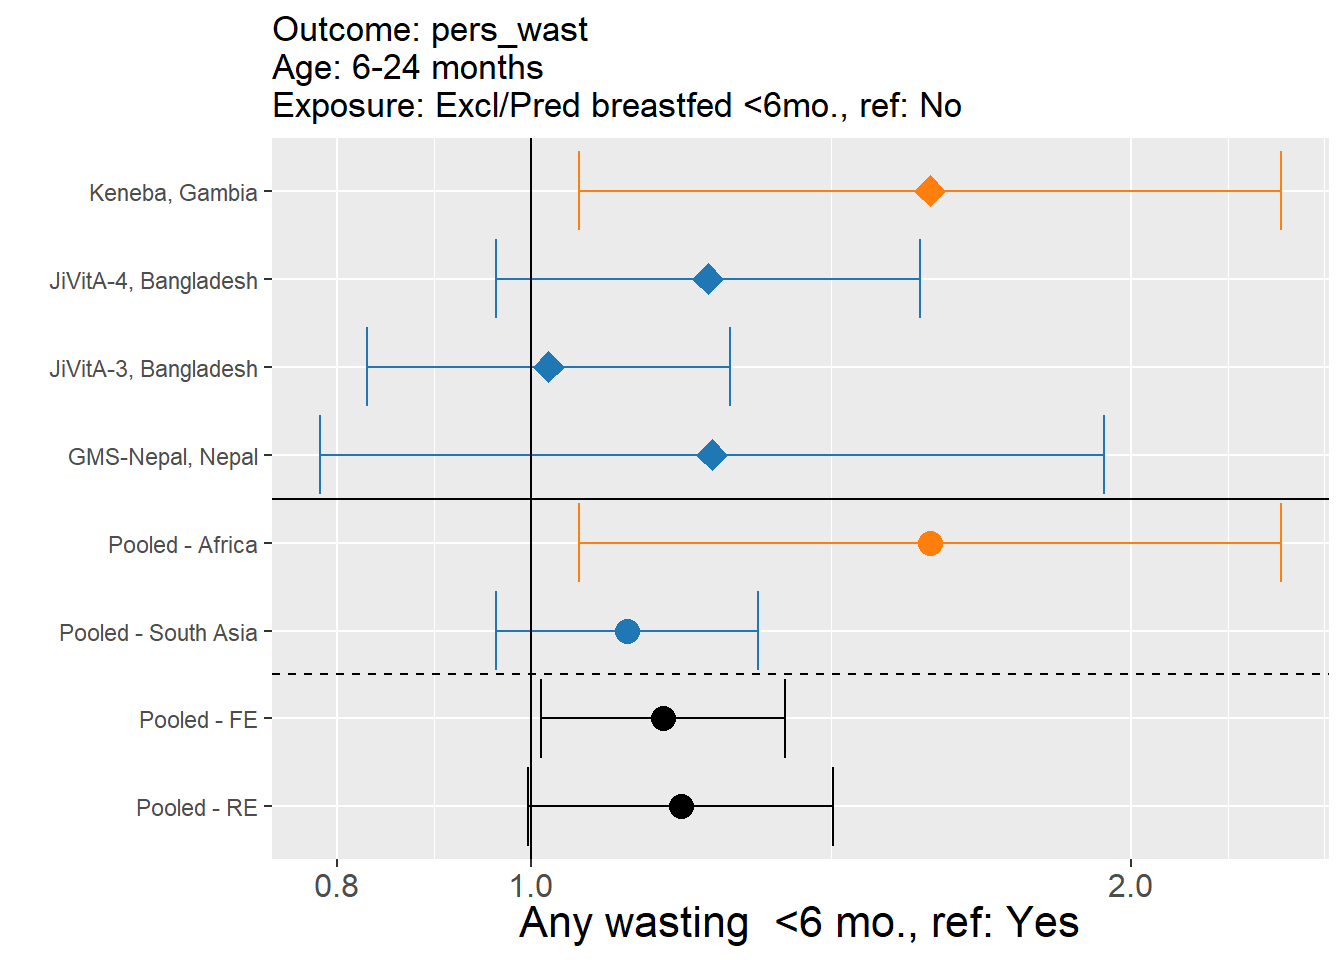 Outcome: pers_wast
Age: 6-24 months
Exposure: Excl/Pred breastfed <6mo., ref: No
Keneba, Gambia
JiVitA-4, Bangladesh
JiVitA-3, Bangladesh
GMS-Nepal, Nepal
Pooled - Africa
Pooled - South Asia
Pooled - FE
Pooled - RE
0.8 1.0 2.0
Any wasting  <6 mo., ref: Yes